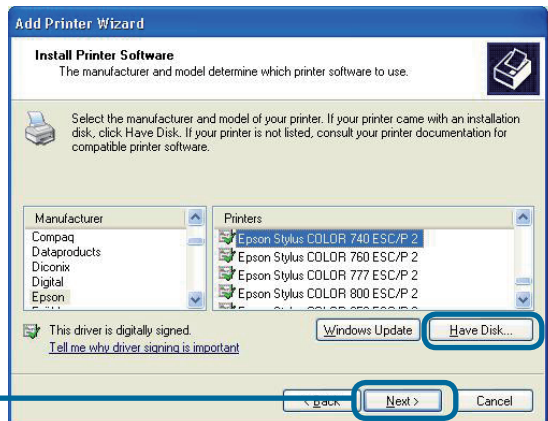 Add Printer Wizard
Install Printer Software
The manufacturer and model determine which printer software to use.
Select the manufacturer and model of your printer. If your printer came with an installation
disk, click Have Disk. If your printer is not listed, consult your printer documentation for
compatible printer software.
Manufacturer
Compaq
Dataproducts
Diconix
Digital
Epson
Printers
Epson Stylus COLOR 740 ESC/P 2
Epson Stylus COLOR 760 ESC/P 2
Epson Stylus COLOR 777 ESC/P 2
Epson Stylus COLOR 800 ESC/P 2
This driver is digitally signed.
Tell me why driver signing is important
Windows Update
Have Disk...
< Back
Next >
Cancel